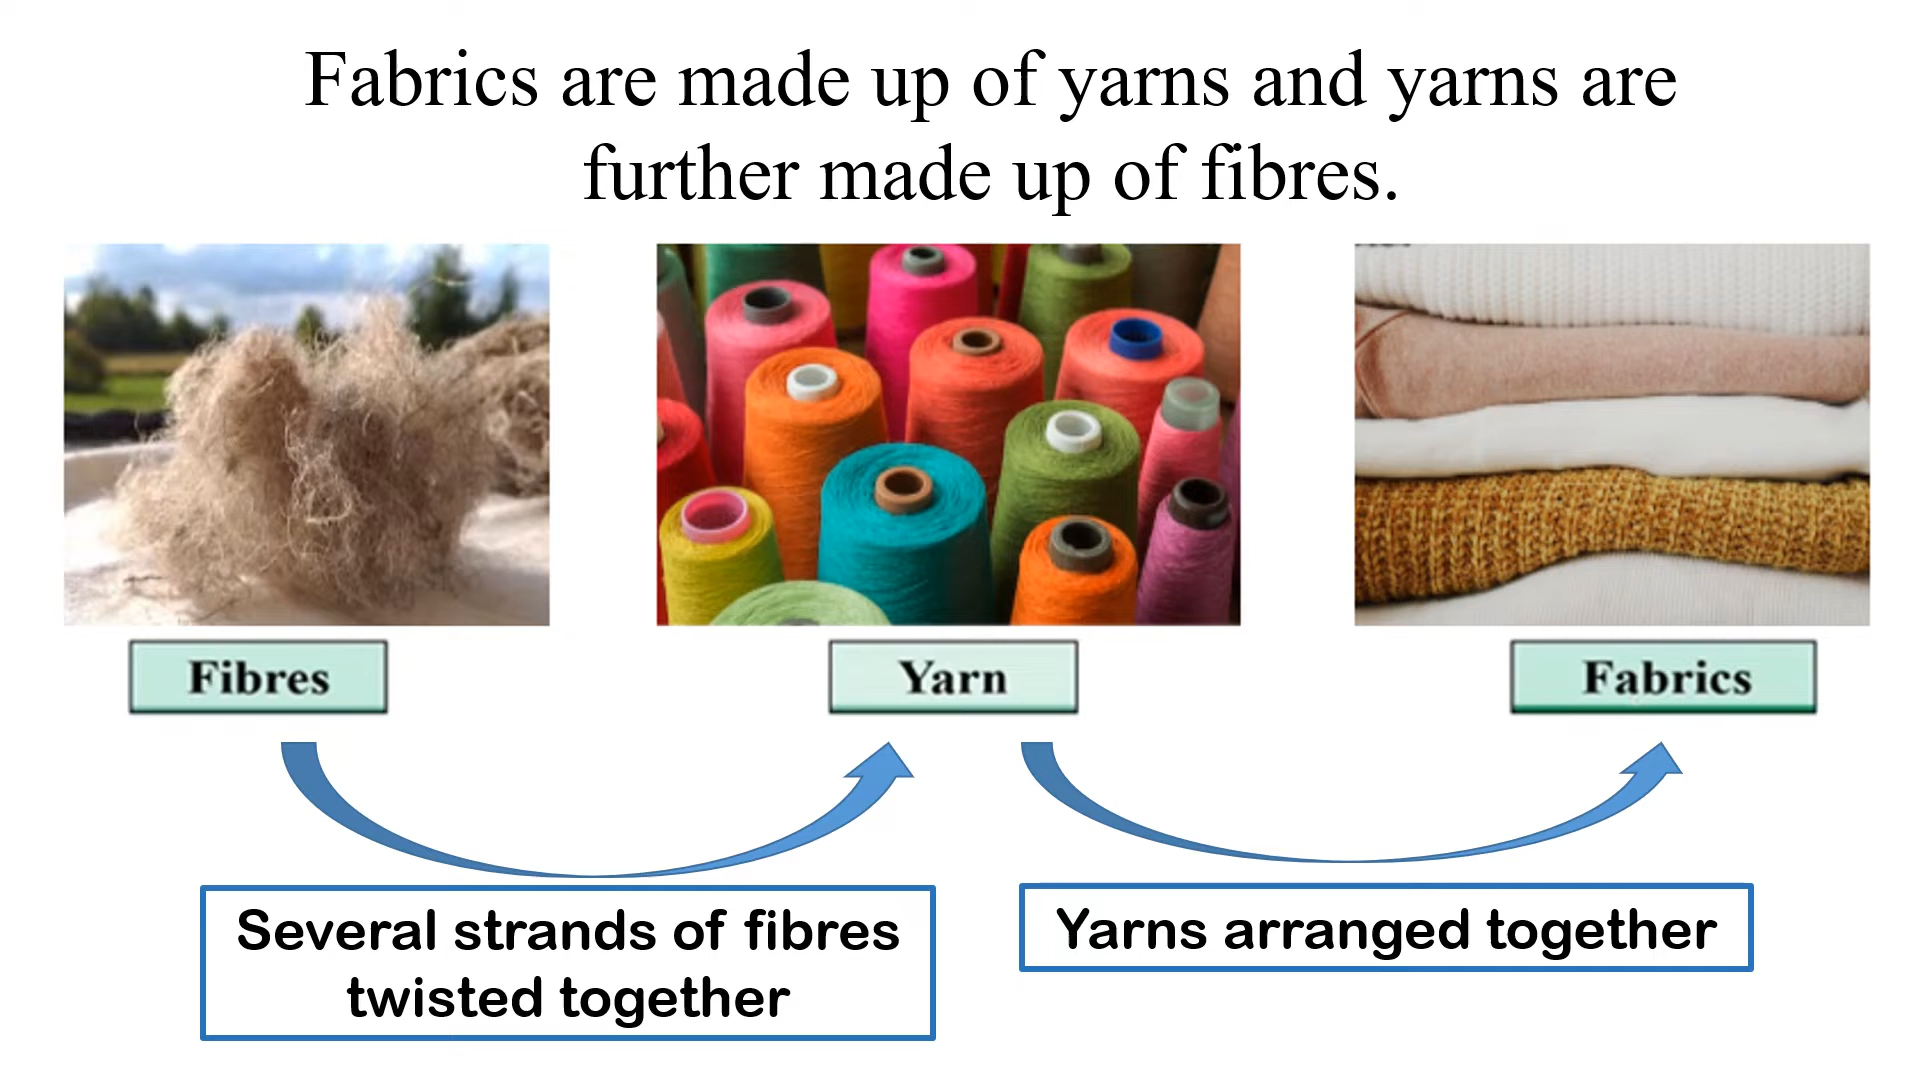 Fabrics are made up of yarns and yarns are
further made up of fibres.
Fibres
Yarn
Fabrics
Several strands of fibres
twisted together
Yarns arranged together